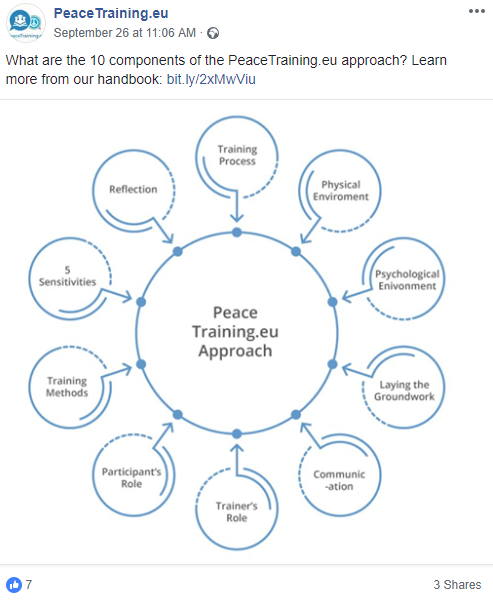 PeaceTraining.eu
September 26 at 11:06 AM ·
What are the 10 components of the PeaceTraining.eu approach? Learn
more from our handbook: bit.ly/2xMwViu
Training
Process
Physical
Enviroment
Psychological
Enivonment
Laying the
Groundwork
Communic
-ation
Trainer's
Role
Participant's
Role
Training
Methods
5
Sensitivities
Reflection
Peace
Training.eu
Approach
7
3 Shares